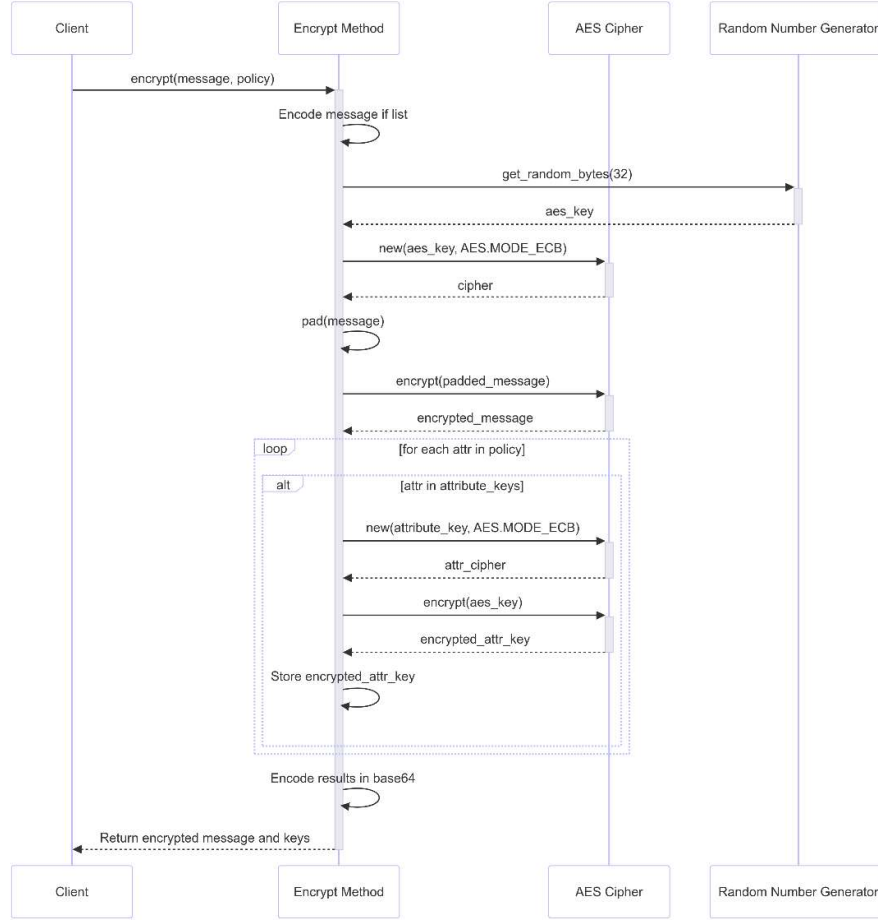 Client
Encrypt Method
AES Cipher
Random Number Generator
encrypt(message, policy)
Encode message if list
get_random_bytes(32)
aes_key
new(aes_key, AES.MODE_ECB)
cipher
pad(message)
encrypt(padded_message)
encrypted_message
loop
[for each attr in policy]
alt
[attr in attribute_keys]
new(attribute_key, AES.MODE_ECB)
attr_cipher
encrypt(aes_key)
encrypted_attr_key
Store encrypted_attr_key
Encode results in base64
Return encrypted message and keys
Client
Encrypt Method
AES Cipher
Random Number Generator